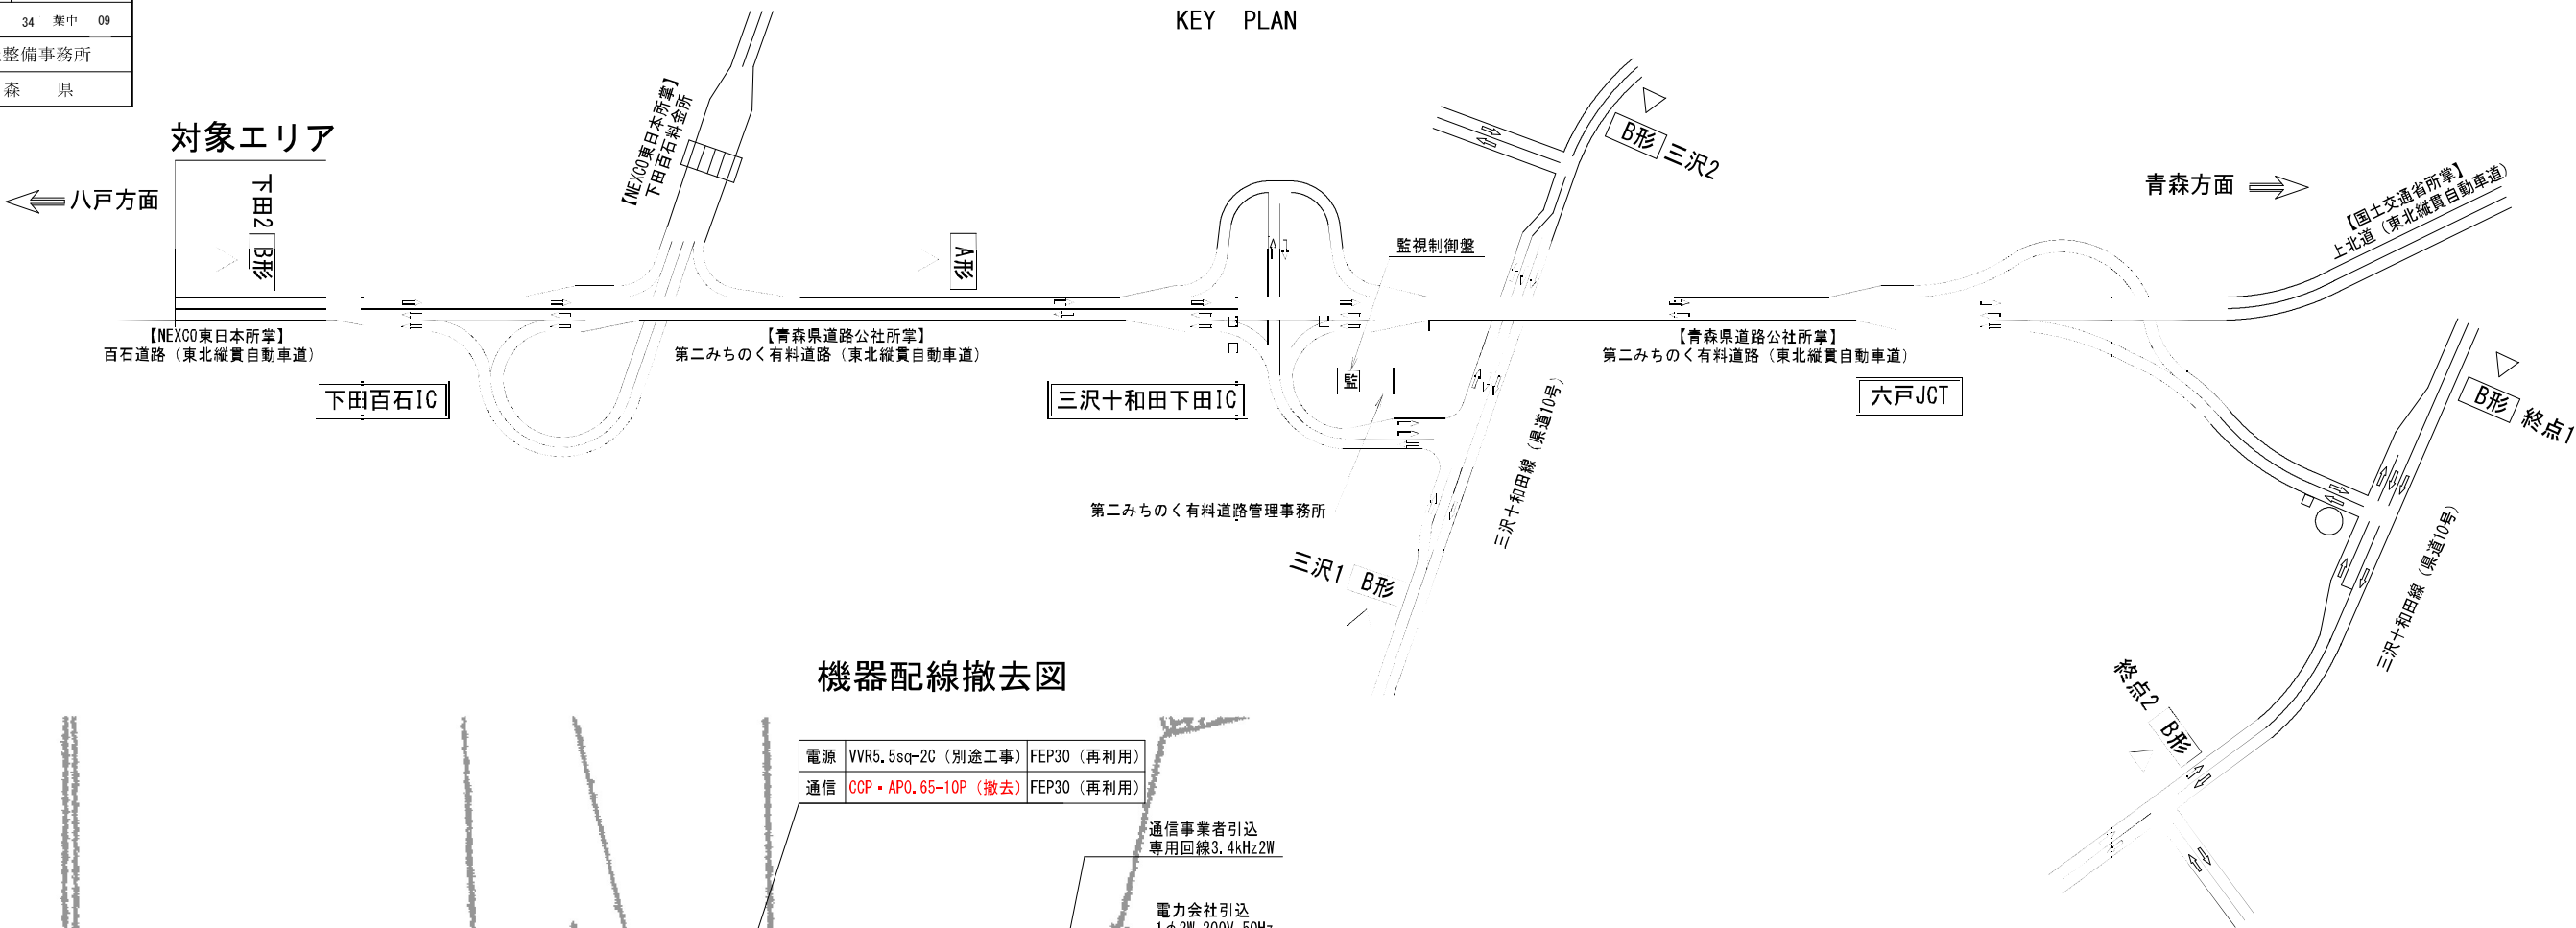 34 葉中 09
整備事務所
森 県
KEY PLAN
対象エリア
八戸方面
下田2 B形
【NEXCO東日本所掌】
下田百石料金所
A形
監視制御盤
B形 三沢2
青森方面
【国土交通省所掌】
上北道（東北縦貫自動車道）
【NEXCO東日本所掌】
百石道路（東北縦貫自動車道）
【青森県道路公社所掌】
第二みちのく有料道路（東北縦貫自動車道）
【青森県道路公社所掌】
第二みちのく有料道路（東北縦貫自動車道）
下田百石IC
三沢十和田下田IC
監
六戸JCT
B形 終点1
三沢十和田線（県道10号）
第二みちのく有料道路管理事務所
三沢十和田線（県道10号）
三沢1 B形
終点2 B形
機器配線撤去図
電源 VVR5.5sq-2C（別途工事） FEP30（再利用）
通信 CCP・AP0.65-10P（撤去） FEP30（再利用）
通信事業者引込
専用回線3.4kHz2W
電力会社引込
1φ2W 200V 50Hz